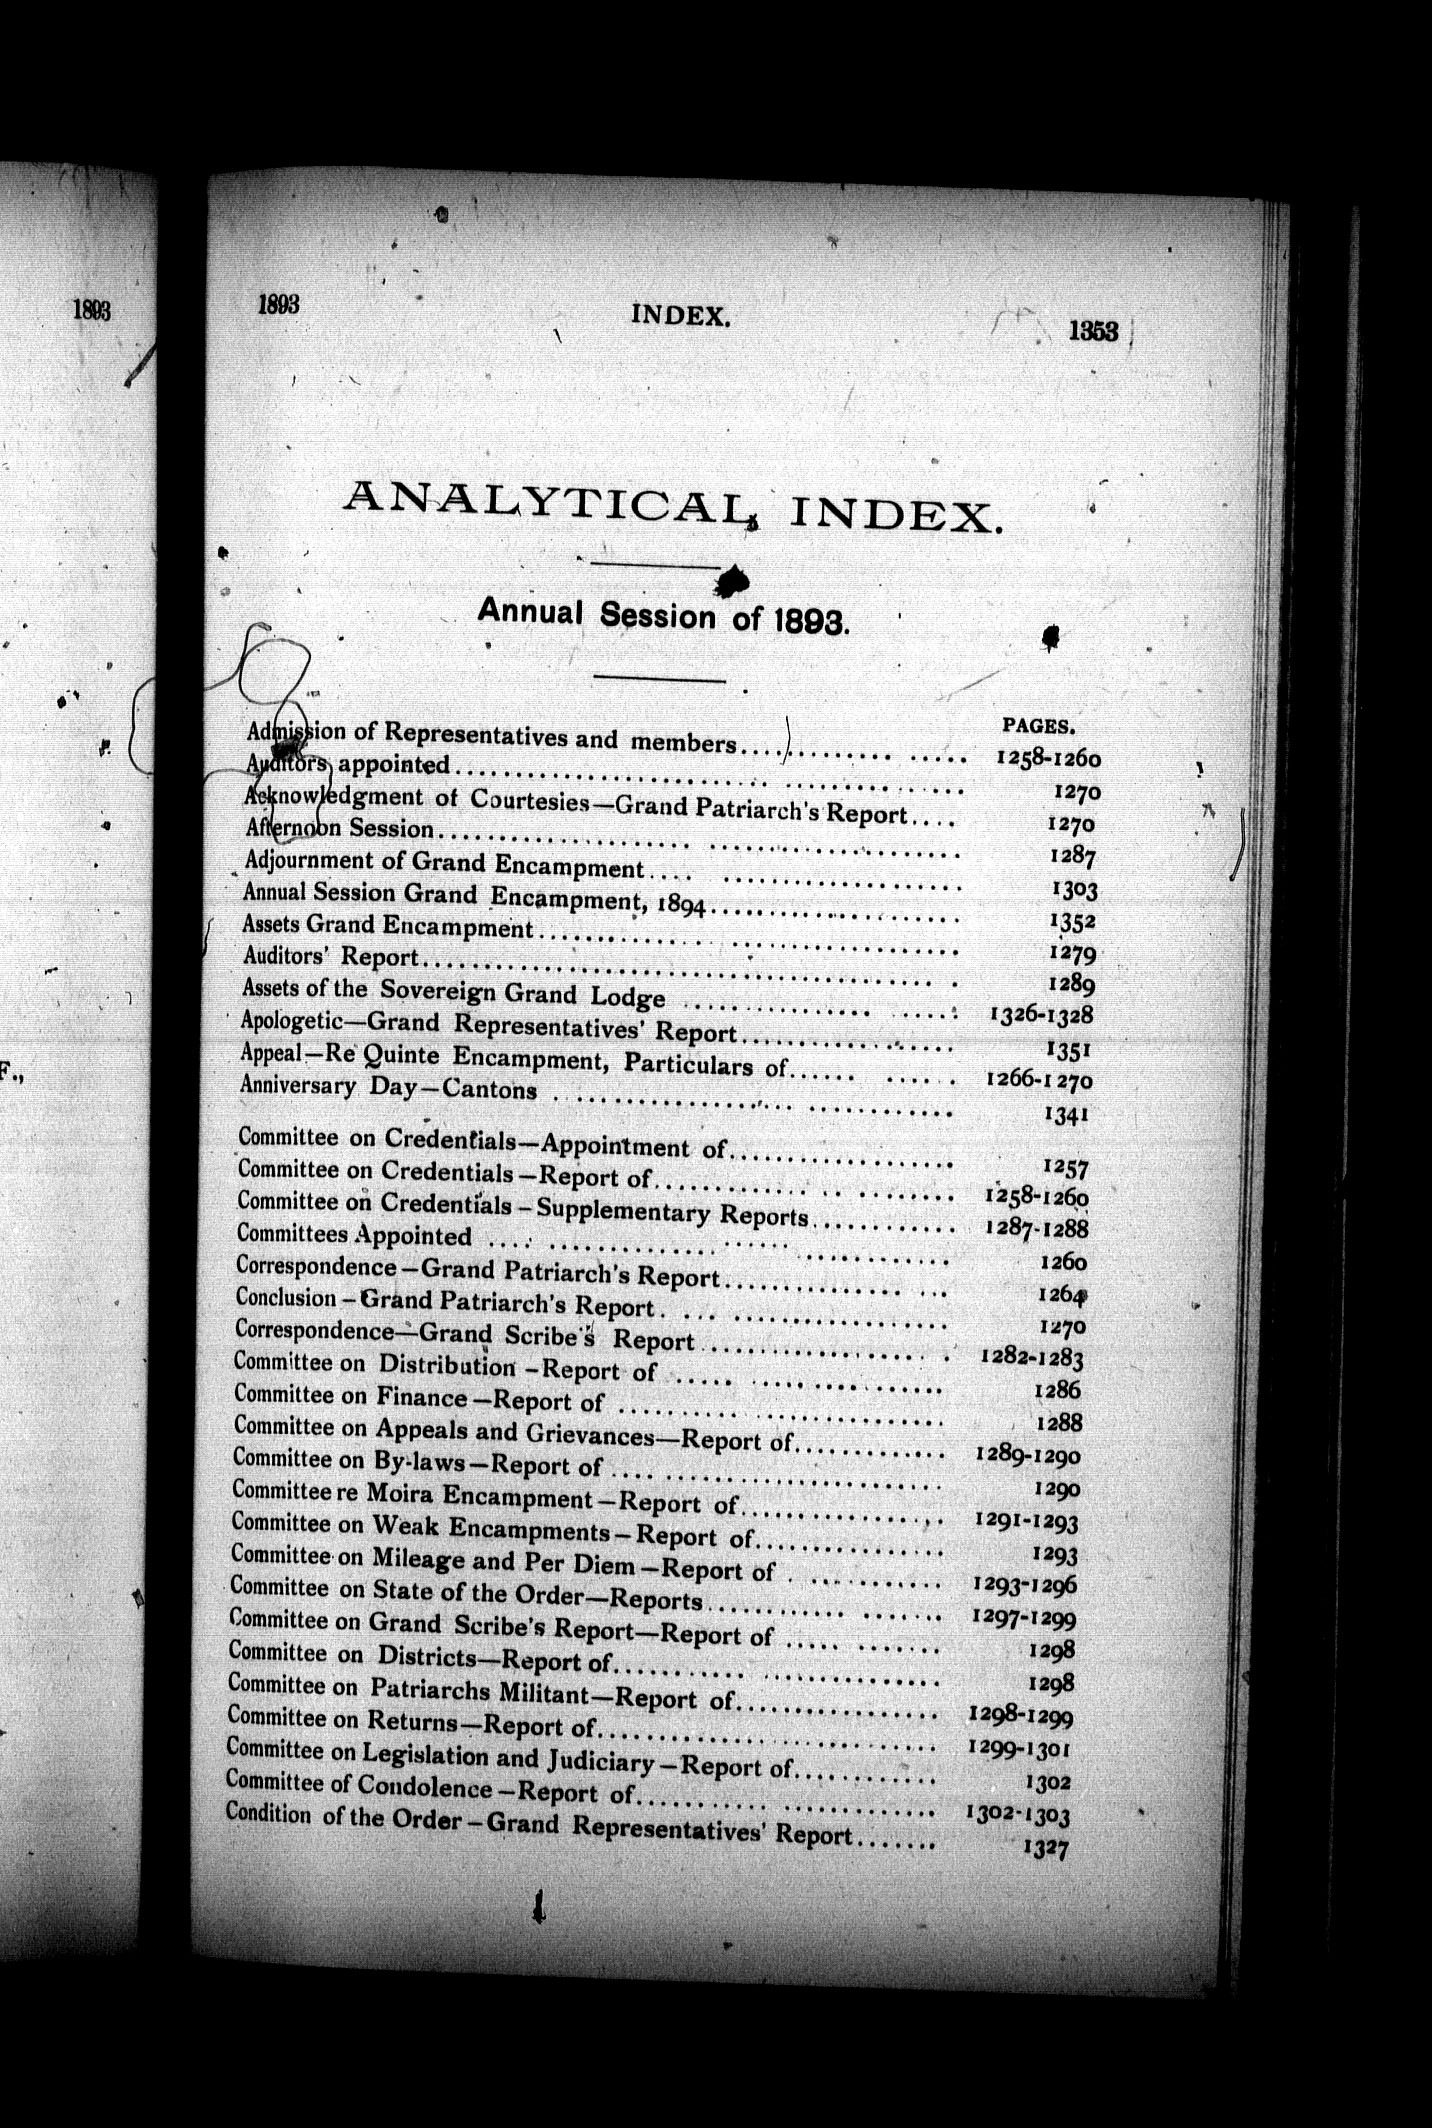 1893
F.,
1893 INDEX. 1353
ANALYTICAL INDEX.
Annual Session of 1893.
PAGES.
Admission of Representatives and members.... .......... ..... 1258-1260
Auditors appointed........................... ................ 1270
Acknowledgment of Courtesies—Grand Patriarch's Report.... 1270
Afternoon Session....................... ...................... 1287
Adjournment of Grand Encampment.... .................... 1303
Annual Session Grand Encampment, 1894...................... 1352
Assets Grand Encampment............... .................... 1279
Auditors' Report............................................. . 1289
Assets of the Sovereign Grand Lodge ................ ...... 1326-1328
Apologetic—Grand Representatives' Report.................. 1351
Appeal—Re Quinte Encampment, Particulars of...... ...... 1266-1270
Anniversary Day—Cantons . .................... ............. 1341
Committee on Credentials—Appointment of................... 1257
Committee on Credentials—Report of.............. .. ........ 1258-1260
Committee on Credentials—Supplementary Reports............ 1287-1288
Committees Appointed .... ...................... ............. 1260
Correspondence—Grand Patriarch's Report................ ... 1264
Conclusion—Grand Patriarch's Report. ... ................... 1270
Correspondence—Grand Scribe's Report.................. . 1282-1283
Committee on Distribution—Report of ..... ................. 1286
Committee on Finance—Report of .......... ................ 1288
Committee on Appeals and Grievances—Report of............. 1289-1290
Committee on By-laws—Report of .... ....................... 1290
Committee re Moira Encampment—Report of................. 1291-1293
Committee on Weak Encampments—Report of................ 1293
Committee on Mileage and Per Diem—Report of . ........... 1293-1296
Committee on State of the Order—Reports............ ....... 1297-1299
Committee on Grand Scribe's Report—Report of ..... ....... 1298
Committee on Districts—Report of........... ............... 1298
Committee on Patriarchs Militant—Report of................. 1298-1299
Committee on Returns—Report of............................ 1299-1301
Committee on Legislation and Judiciary—Report of............ 1302
Committee of Condolence—Report of........... ............. 1302-1303
Condition of the Order—Grand Representatives' Report....... 1327